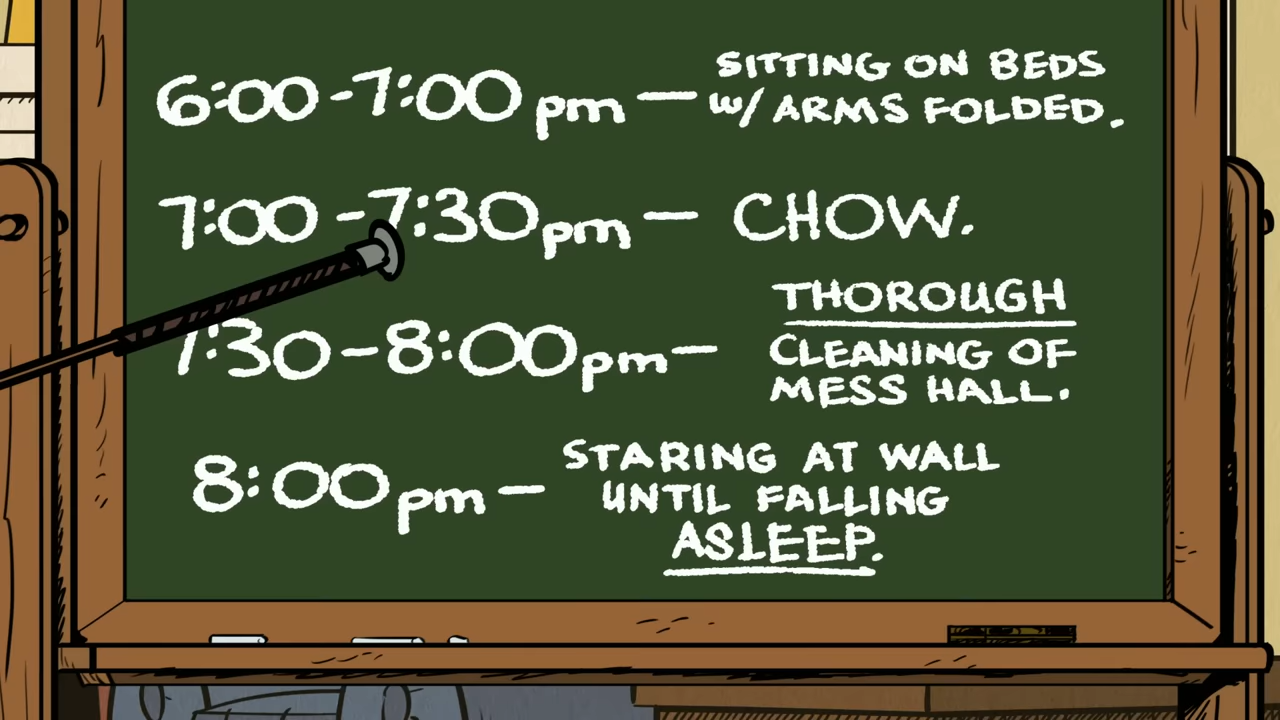 6:00-7:00 pm — SITTING ON BEDS
W/ ARMS FOLDED.
7:00-7:30 pm — CHOW.
THOROUGH
7:30-8:00 pm — CLEANING OF
MESS HALL.
8:00 pm — STARING AT WALL
UNTIL FALLING
ASLEEP.